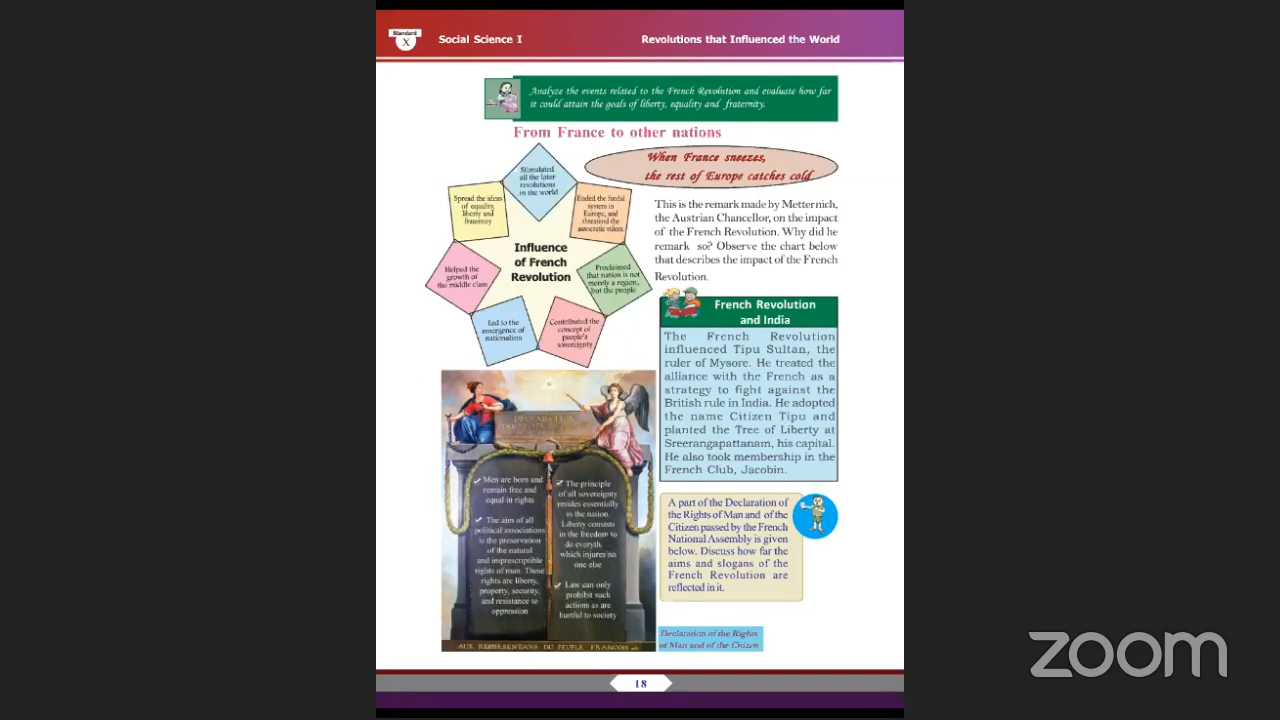 Standard
X
Social Science I
Revolutions that Influenced the World
Analyze the events related to the French Revolution and evaluate how far
it could attain the goals of liberty, equality and fraternity.
From France to other nations
When France sneezes,
the rest of Europe catches cold
Stimulated
all the later
revolutions
in the world
Spread the ideas
of equality,
liberty and
fraternity
Ended the feudal
system in
Europe, and
threatened the
autocratic rulers
Influence
of French
Revolution
Helped the
growth of
the middle class
Proclaimed
that nation is not
merely a region,
but the people
Led to the
emergence of
nationalism
Contributed the
concept of
people's
sovereignty
This is the remark made by Metternich,
the Austrian Chancellor, on the impact
of the French Revolution. Why did he
remark so? Observe the chart below
that describes the impact of the French
Revolution.
French Revolution
and India
The French Revolution
influenced Tipu Sultan, the
ruler of Mysore. He treated the
alliance with the French as a
strategy to fight against the
British rule in India. He adopted
the name Citizen Tipu and
planted the Tree of Liberty at
Sreerangapattanam, his capital.
He also took membership in the
French Club, Jacobin.
Men are born and
remain free and
equal in rights
The aim of all
political associations
is the preservation
of the natural
and imprescriptible
rights of man. These
rights are liberty,
property, security,
and resistance to
oppression
The principle
of all sovereignty
resides essentially
in the nation.
Liberty consists
in the freedom to
do everyth
which injures no
one else
Law can only
prohibit such
actions as are
hurtful to society
AUX REPRESENTANS DU PEUPLE FRANCOIS
A part of the Declaration of
the Rights of Man and of the
Citizen passed by the French
National Assembly is given
below. Discuss how far the
aims and slogans of the
French Revolution are
reflected in it.
Declaration of the Rights
of Man and of the Citizen
18
zoom